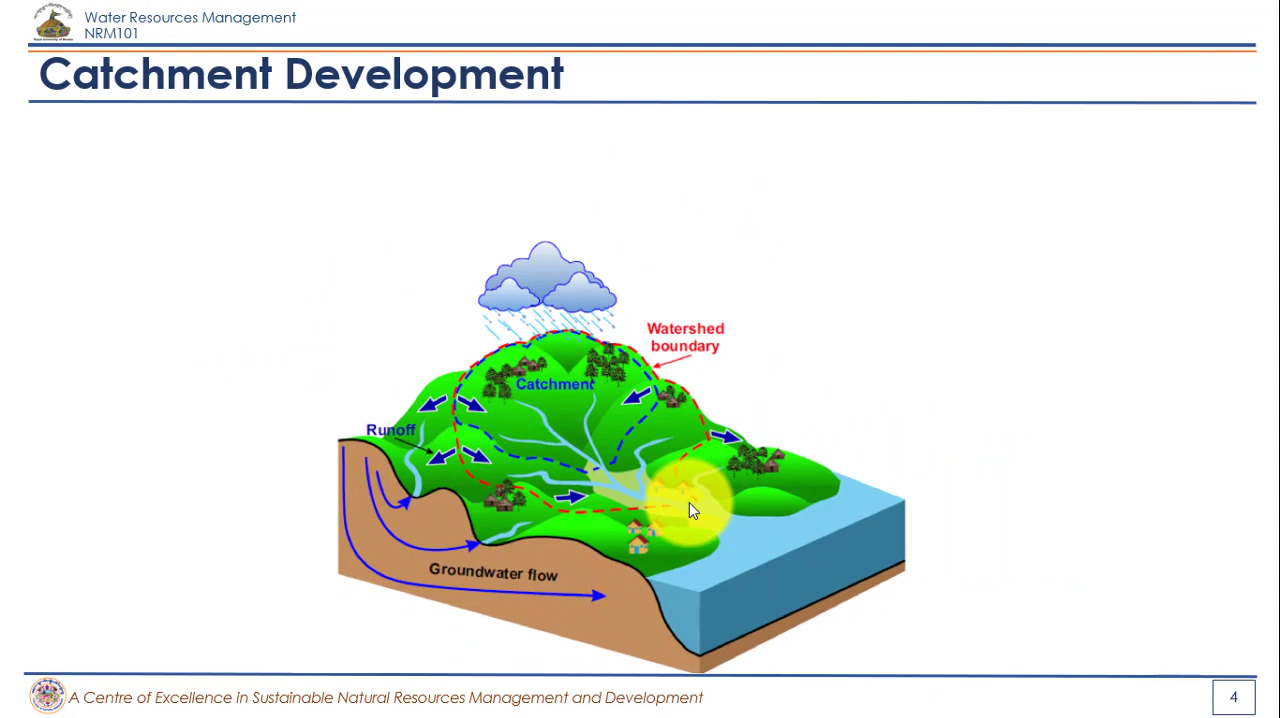 Water Resources Management
NRM101
Catchment Development
Watershed
boundary
Catchment
Runoff
Groundwater flow
A Centre of Excellence in Sustainable Natural Resources Management and Development
4